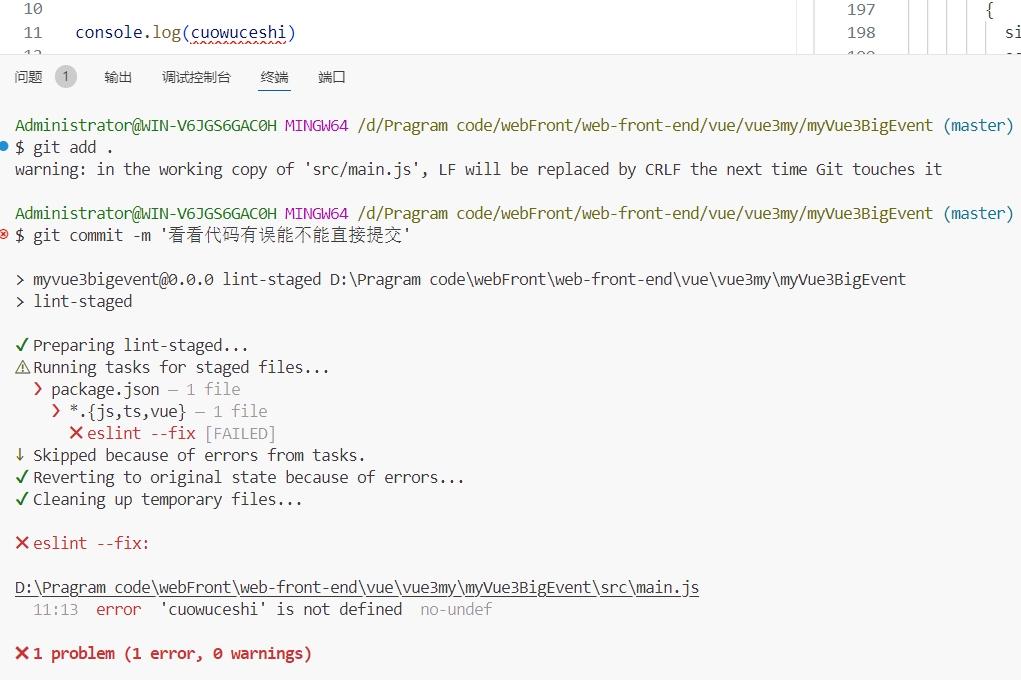 10
11 console.log(cuowuceshi)
197 {
198 si
问题 1 输出 调试控制台 终端 端口
Administrator@WIN-V6JGS6GAC0H MINGW64 /d/Pragram code/webFront/web-front-end/vue/vue3my/myVue3BigEvent (master)
$ git add .
warning: in the working copy of 'src/main.js', LF will be replaced by CRLF the next time Git touches it
Administrator@WIN-V6JGS6GAC0H MINGW64 /d/Pragram code/webFront/web-front-end/vue/vue3my/myVue3BigEvent (master)
$ git commit -m '看看代码有误能不能直接提交'
> myvue3bigevent@0.0.0 lint-staged D:\Pragram code\webFront\web-front-end\vue\vue3my\myVue3BigEvent
> lint-staged
✔ Preparing lint-staged...
⚠ Running tasks for staged files...
❯ package.json — 1 file
❯ *.{js,ts,vue} — 1 file
✖ eslint --fix [FAILED]
↓ Skipped because of errors from tasks.
✔ Reverting to original state because of errors...
✔ Cleaning up temporary files...
✖ eslint --fix:
D:\Pragram code\webFront\web-front-end\vue\vue3my\myVue3BigEvent\src\main.js
11:13 error 'cuowuceshi' is not defined no-undef
✖ 1 problem (1 error, 0 warnings)